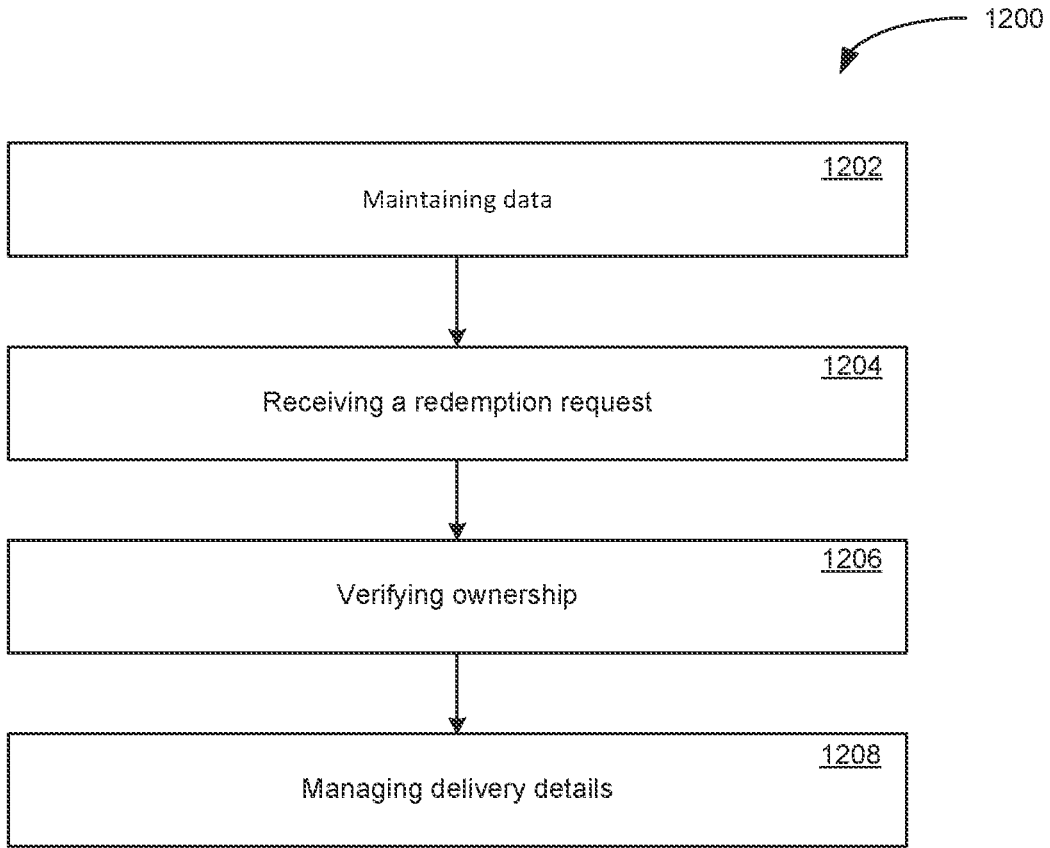 1200
1202
Maintaining data
1204
Receiving a redemption request
1206
Verifying ownership
1208
Managing delivery details